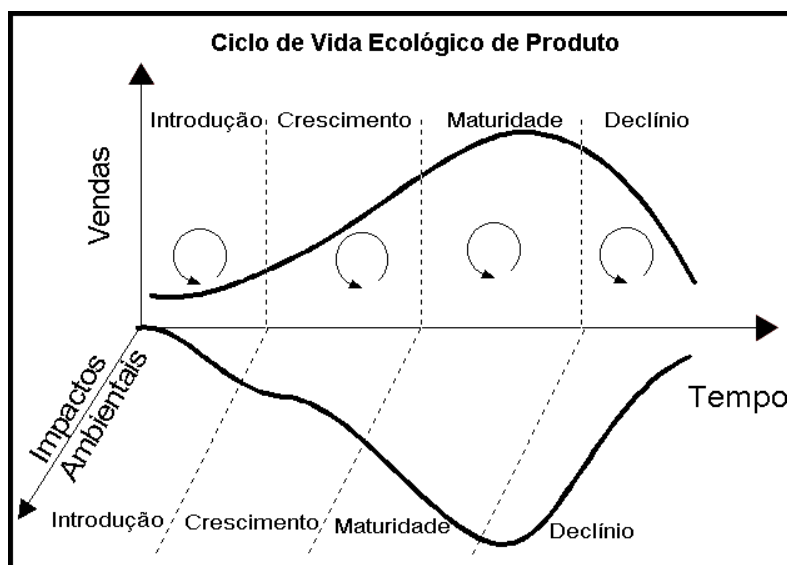 Ciclo de Vida Ecológico de Produto
Introdução
Crescimento
Maturidade
Declínio
Vendas
Impactos
Ambientais
Tempo
Introdução
Crescimento
Maturidade
Declínio